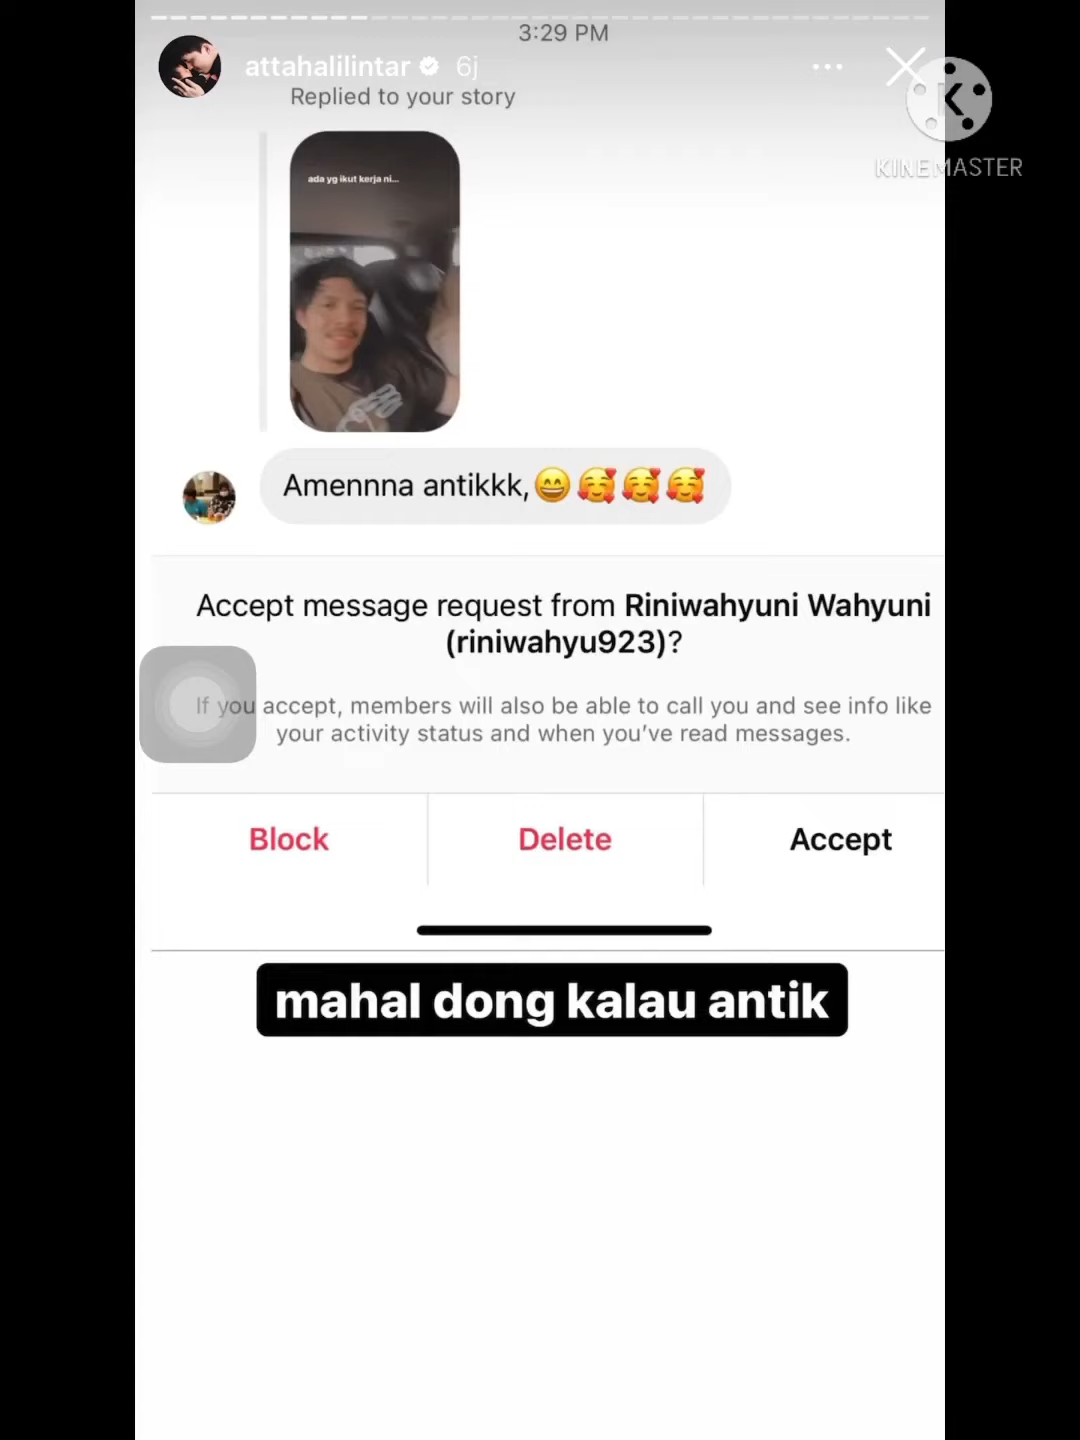 3:29 PM
attahalilintar 6j
Replied to your story
KINEMASTER
ada yg ikut kerja ni...
Amennna antikkk,😄🥰🥰🥰
Accept message request from Riniwahyuni Wahyuni
(riniwahyu923)?
If you accept, members will also be able to call you and see info like
your activity status and when you've read messages.
Block Delete Accept
mahal dong kalau antik